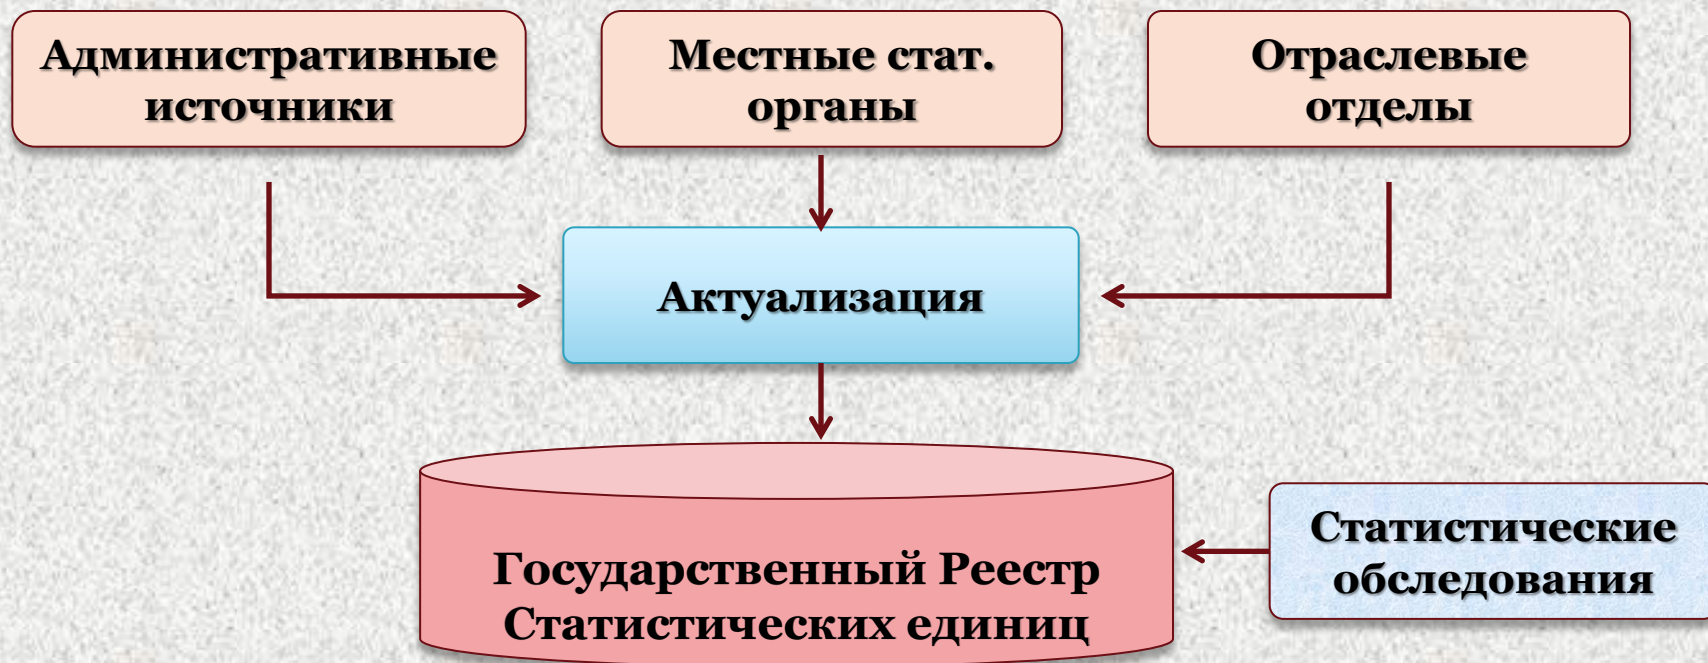 Административные
источники
Местные стат.
органы
Отраслевые
отделы
Актуализация
Государственный Реестр
Статистических единиц
Статистические
обследования